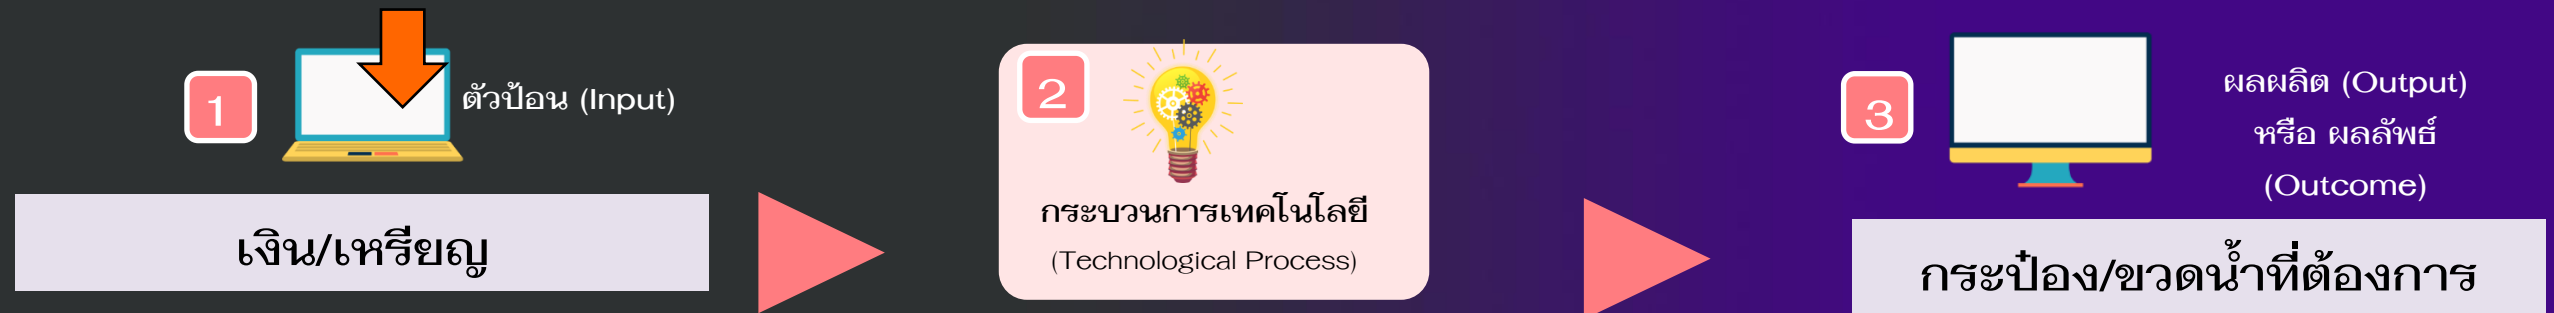 1
ตัวป้อน (Input)
เงิน/เหรียญ
2
กระบวนการเทคโนโลยี
(Technological Process)
3
ผลผลิต (Output)
หรือ ผลลัพธ์
(Outcome)
กระป๋อง/ขวดน้ำที่ต้องการ